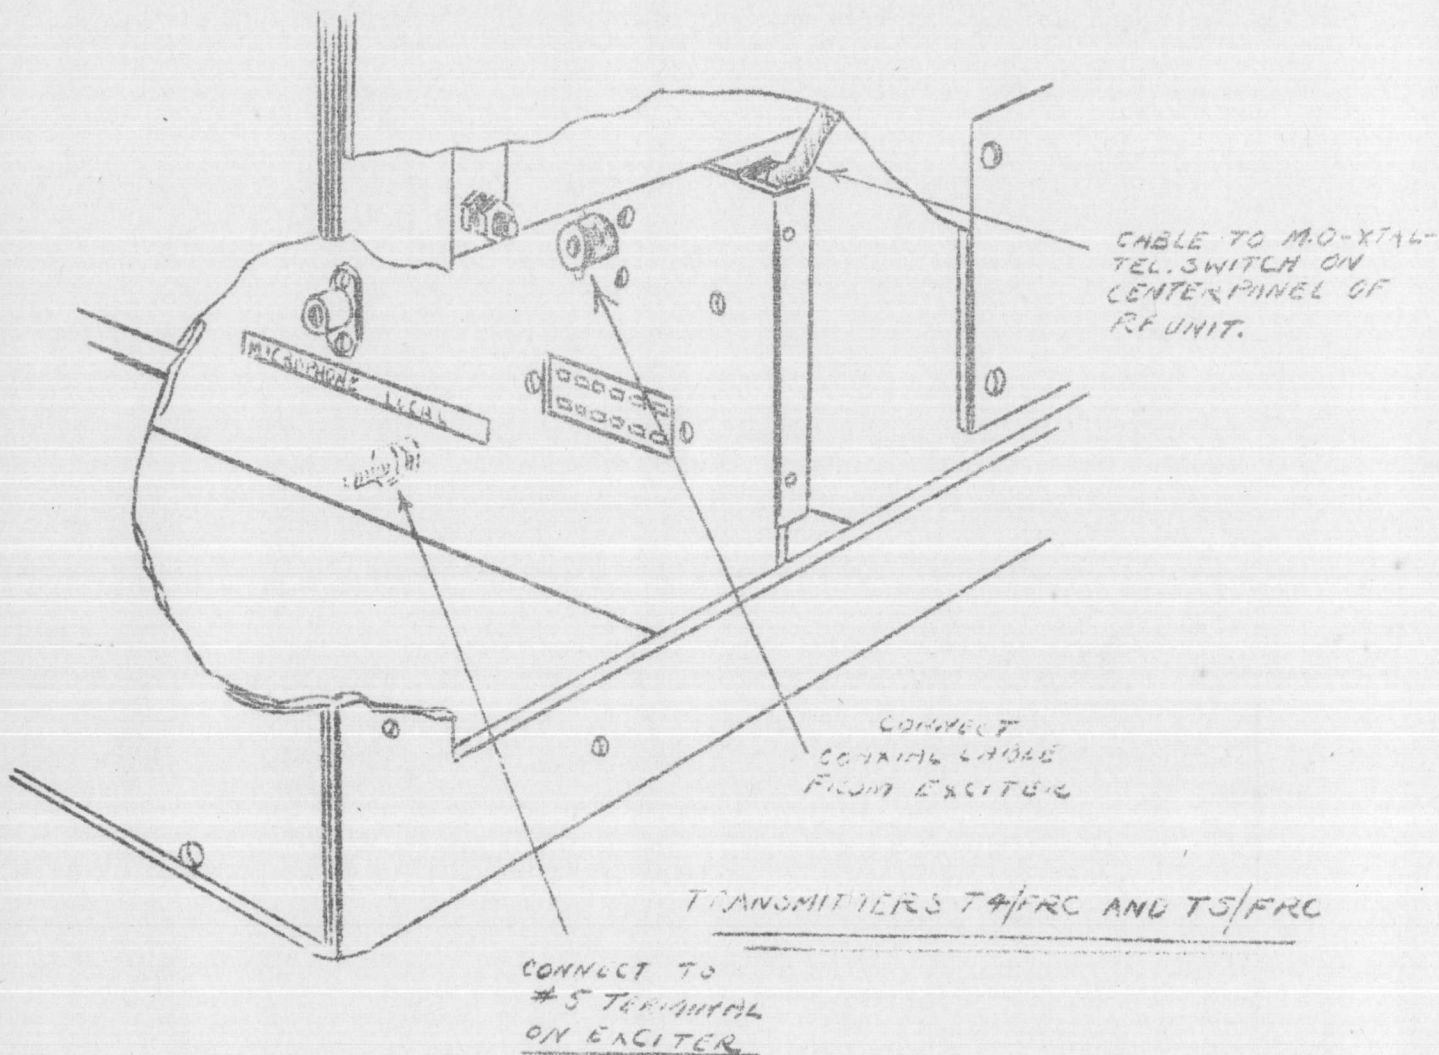 CABLE TO M.O-XTAL-
TEL. SWITCH ON
CENTER PANEL OF
RF UNIT.
MICROPHONE LOCAL
CONNECT
COAXIAL CABLE
FROM EXCITER
TRANSMITTERS T4/FRC AND T5/FRC
CONNECT TO
#5 TERMINAL
ON EXCITER